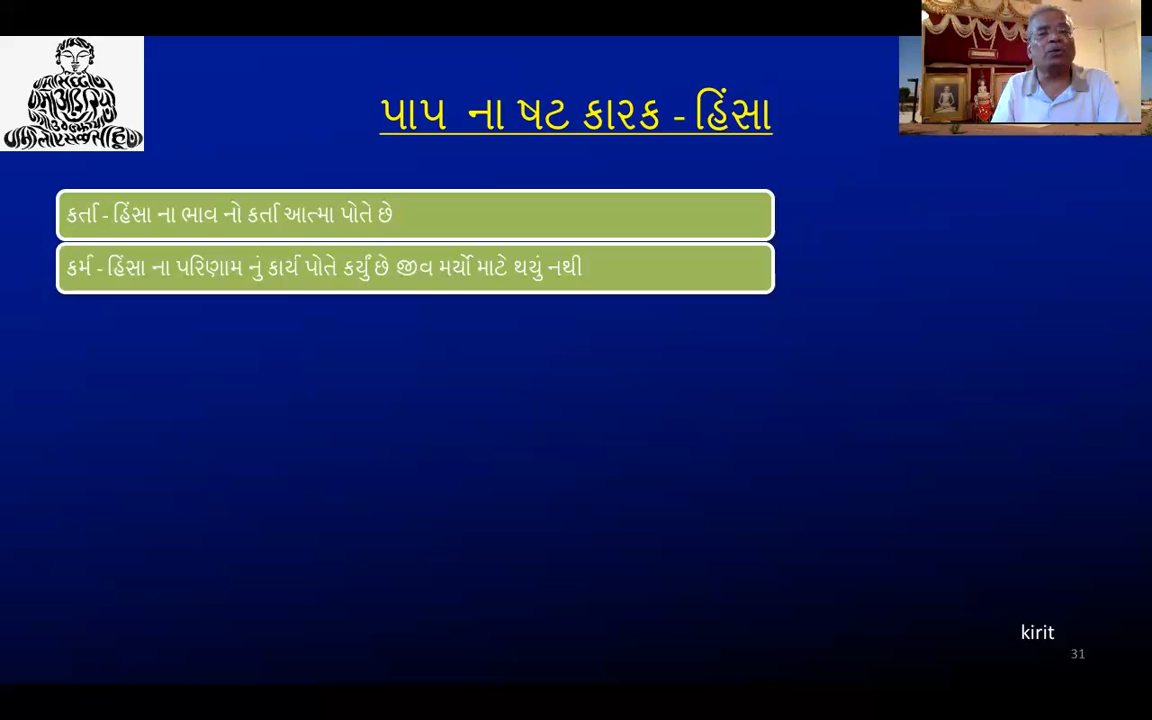 પાપ ના ષટ કારક - હિંસા
કર્તા - હિંસા ના ભાવ નો કર્તા આત્મા પોતે છે
કર્મ - હિંસા ના પરિણામ નું કાર્ય પોતે કર્યું છે જીવ મર્યો માટે થયું નથી
kirit
31